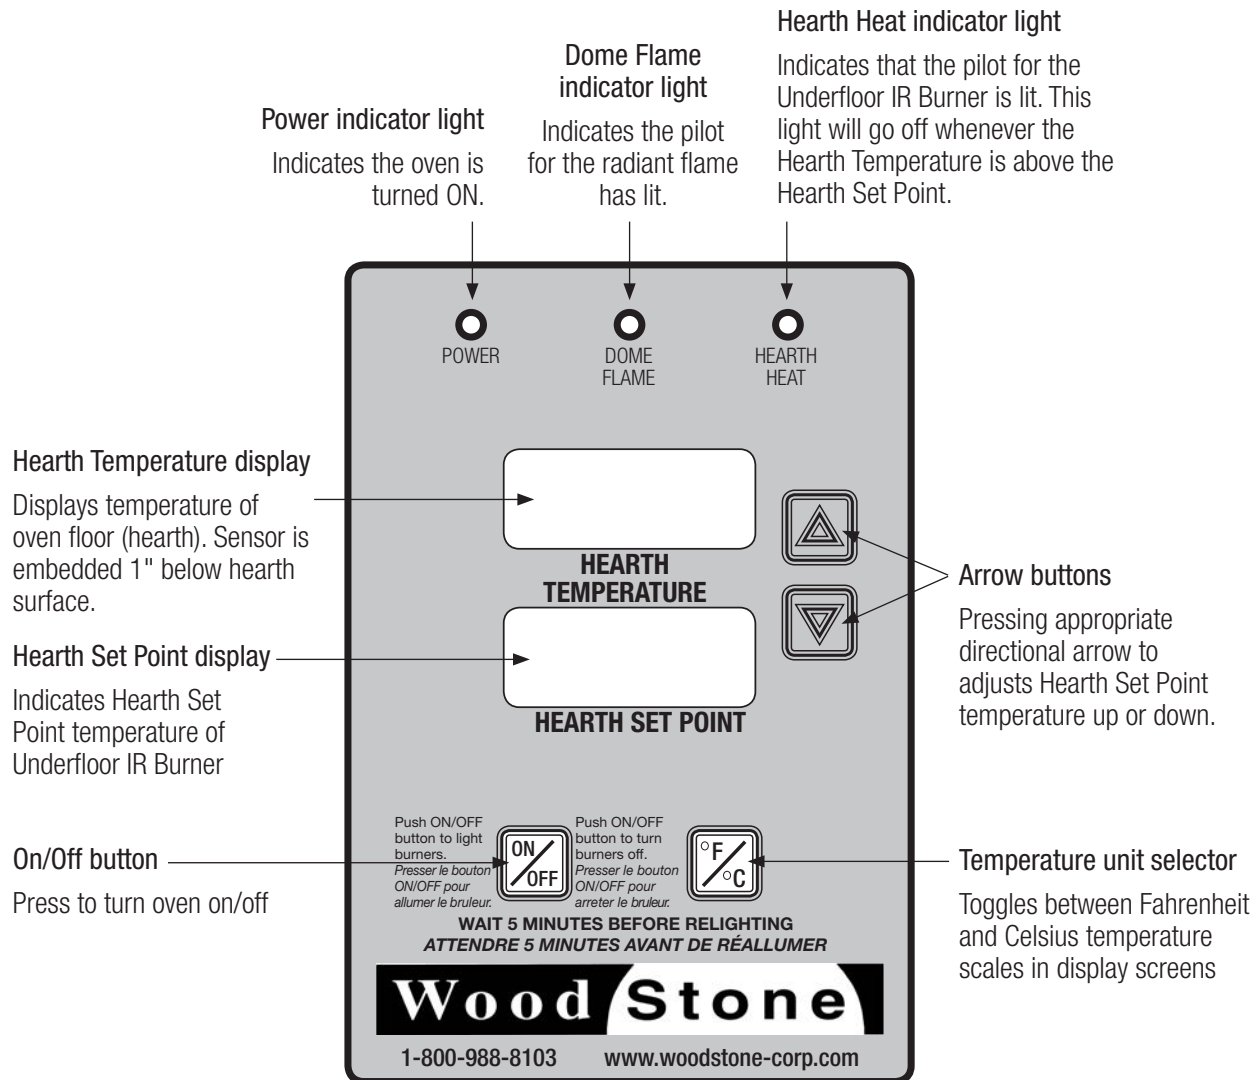 Hearth Heat indicator light
Indicates that the pilot for the
Underfloor IR Burner is lit. This
light will go off whenever the
Hearth Temperature is above the
Hearth Set Point.
Dome Flame
indicator light
Indicates the pilot
for the radiant flame
has lit.
Power indicator light
Indicates the oven is
turned ON.
POWER
DOME
FLAME
HEARTH
HEAT
Hearth Temperature display
Displays temperature of
oven floor (hearth). Sensor is
embedded 1" below hearth
surface.
HEARTH
TEMPERATURE
Hearth Set Point display
Indicates Hearth Set
Point temperature of
Underfloor IR Burner
HEARTH SET POINT
Arrow buttons
Pressing appropriate
directional arrow to
adjusts Hearth Set Point
temperature up or down.
On/Off button
Press to turn oven on/off
Push ON/OFF
button to light
burners.
Presser le bouton
ON/OFF pour
allumer le bruleur.
ON
OFF
Push ON/OFF
button to turn
burners off.
Presser le bouton
ON/OFF pour
arreter le bruleur.
°F
°C
Temperature unit selector
Toggles between Fahrenheit
and Celsius temperature
scales in display screens
WAIT 5 MINUTES BEFORE RELIGHTING
ATTENDRE 5 MINUTES AVANT DE RÉALLUMER
Wood Stone
1-800-988-8103 www.woodstone-corp.com